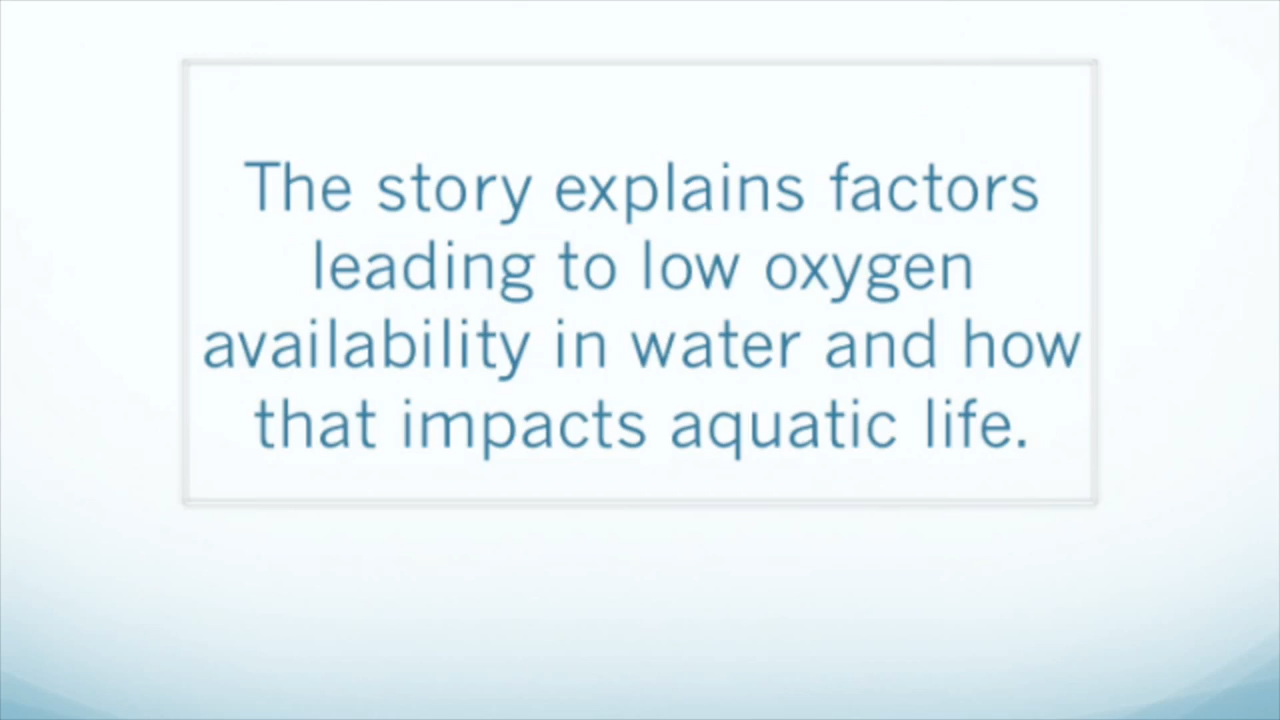 The story explains factors
leading to low oxygen
availability in water and how
that impacts aquatic life.